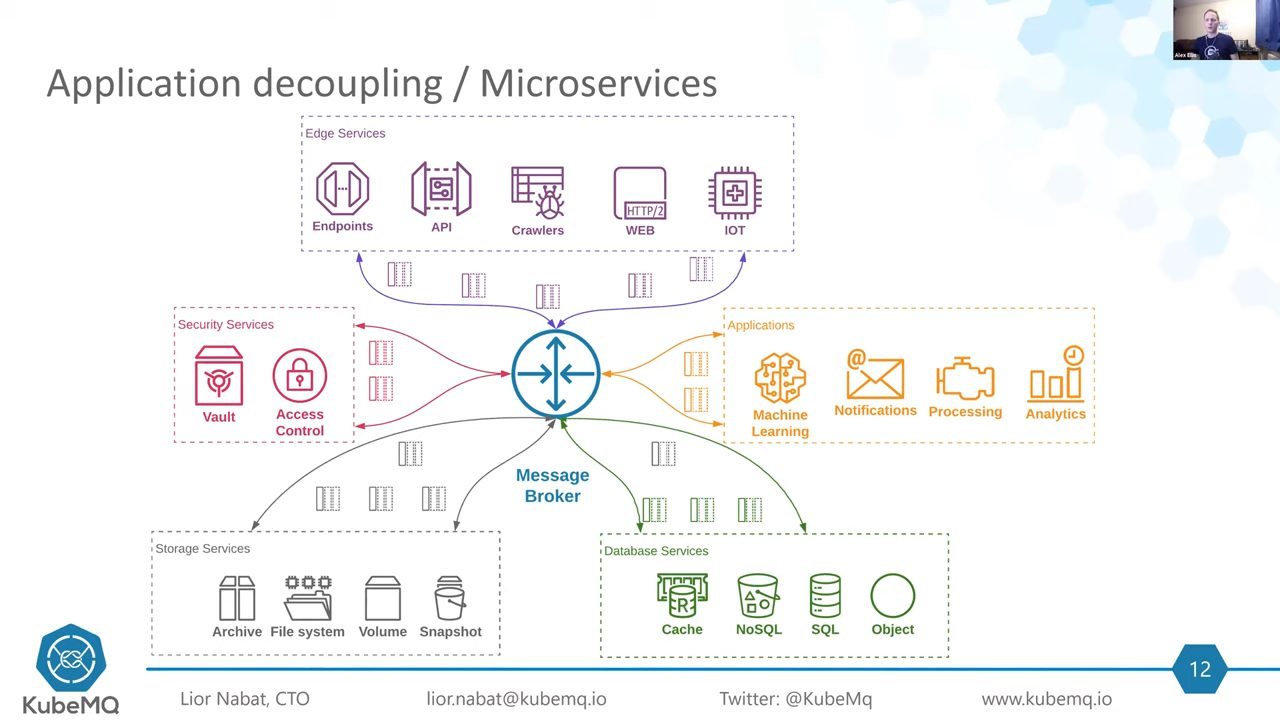 Alex Ellis
Application decoupling / Microservices
Edge Services
Endpoints
API
Crawlers
HTTP/2
WEB
IOT
Security Services
Vault
Access
Control
Applications
@
Machine
Learning
Notifications
Processing
Analytics
Message
Broker
Storage Services
Archive
File system
Volume
Snapshot
Database Services
R
Cache
NoSQL
SQL
Object
KubeMQ
Lior Nabat, CTO
lior.nabat@kubemq.io
Twitter: @KubeMq
www.kubemq.io
12